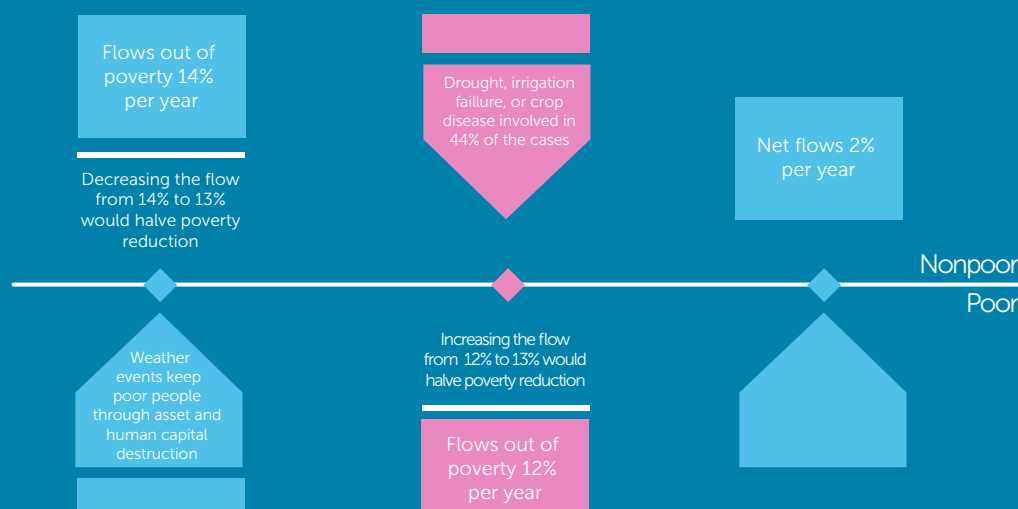 Flows out of
poverty 14%
per year
Decreasing the flow
from 14% to 13%
would halve poverty
reduction
Weather
events keep
poor people
through asset and
human capital
destruction
Drought, irrigation
faillure, or crop
disease involved in
44% of the cases
Increasing the flow
from 12% to 13% would
halve poverty reduction
Flows out of
poverty 12%
per year
Net flows 2%
per year
Nonpoor
Poor